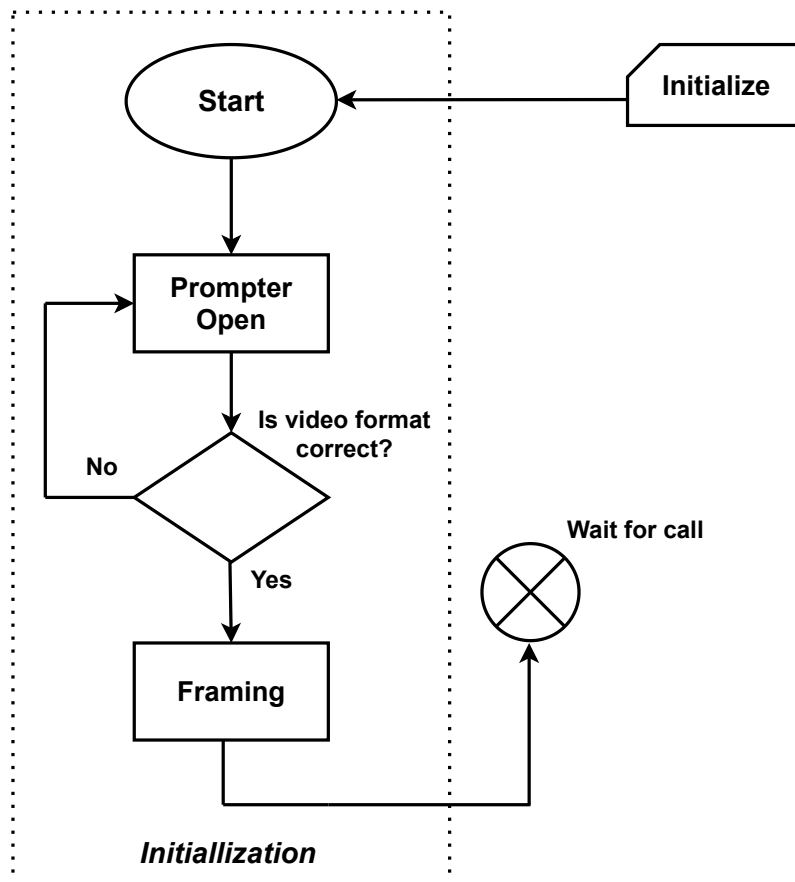 Start
Initialize
Prompter
Open
Is video format
correct?
No
Wait for call
Yes
Framing
Initiallization